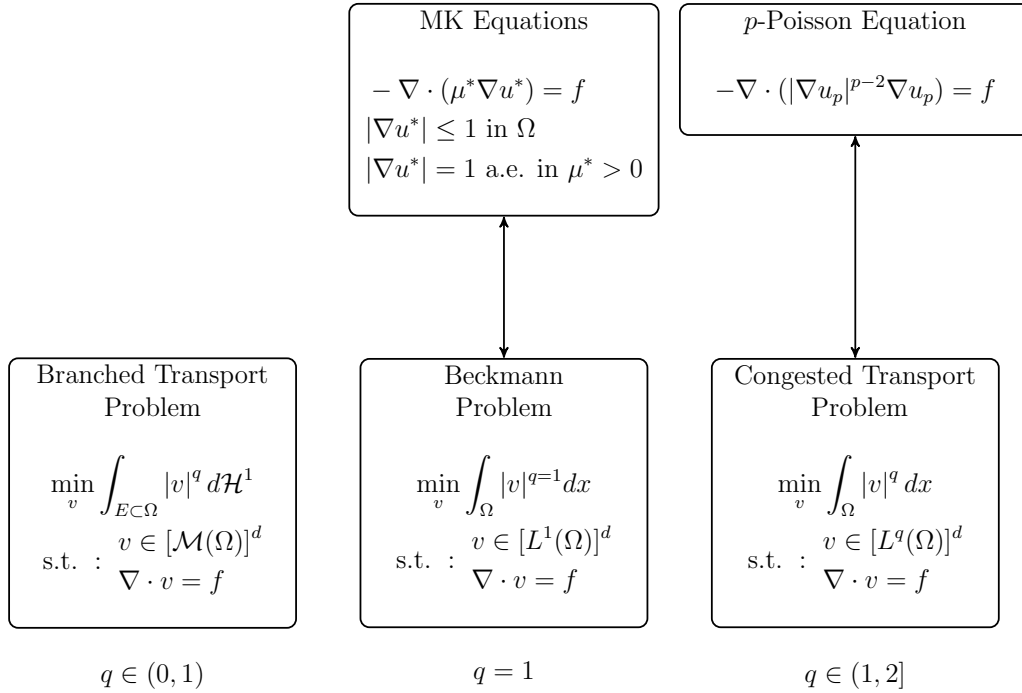 MK Equations
− ∇ · (μ*∇u*) = f
|∇u*| ≤ 1 in Ω
|∇u*| = 1 a.e. in μ* > 0
p-Poisson Equation
−∇ · (|∇u_p|^{p−2}∇u_p) = f
Branched Transport
Problem
min_v ∫_{E⊂Ω} |v|^q dℋ^1
s.t. : v ∈ [ℳ(Ω)]^d
∇ · v = f
q ∈ (0, 1)
Beckmann
Problem
min_v ∫_Ω |v|^{q=1} dx
s.t. : v ∈ [L^1(Ω)]^d
∇ · v = f
q = 1
Congested Transport
Problem
min_v ∫_Ω |v|^q dx
s.t. : v ∈ [L^q(Ω)]^d
∇ · v = f
q ∈ (1, 2]